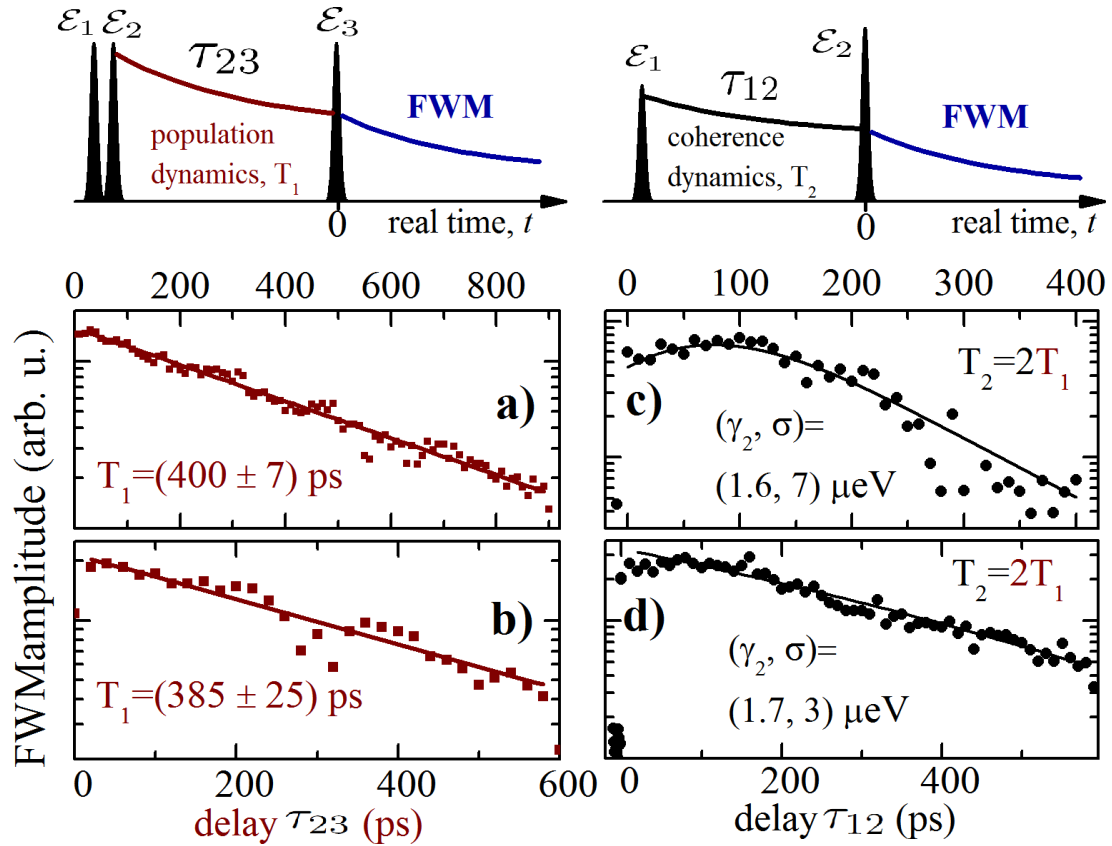 ℰ₁ ℰ₂ ℰ₃
τ₂₃
FWM
population
dynamics, T₁
0 real time, t
ℰ₁ ℰ₂
τ₁₂
FWM
coherence
dynamics, T₂
0 real time, t
0 200 400 600 800
0 100 200 300 400
FWMamplitude (arb. u.)
a)
T₁=(400 ± 7) ps
c)
T₂=2T₁
(γ₂, σ)=
(1.6, 7) μeV
b)
T₁=(385 ± 25) ps
d)
T₂=2T₁
(γ₂, σ)=
(1.7, 3) μeV
0 200 400 600
delay τ₂₃ (ps)
0 200 400
delay τ₁₂ (ps)